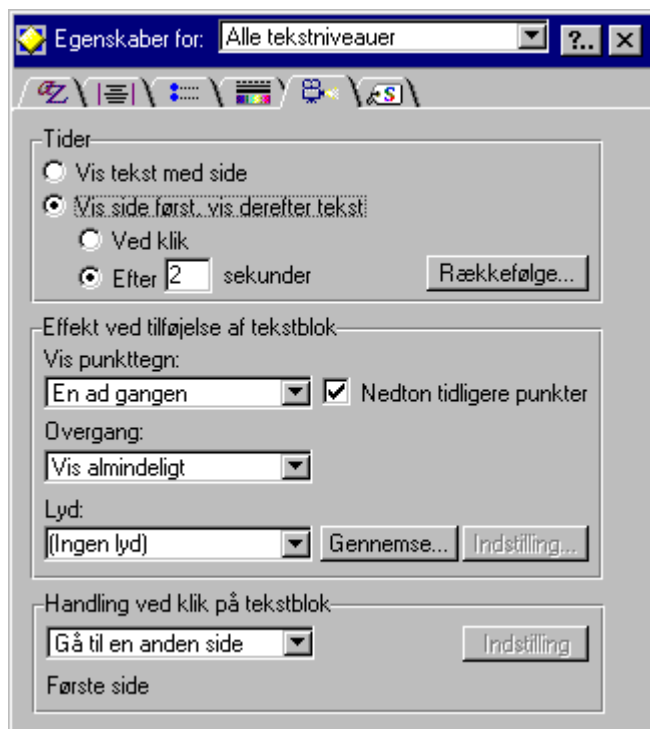 Egenskaber for: Alle tekstniveauer ?..
aZ S
Tider
Vis tekst med side
Vis side først, vis derefter tekst
Ved klik
Efter 2 sekunder Rækkefølge...
Effekt ved tilføjelse af tekstblok
Vis punkttegn:
En ad gangen Nedton tidligere punkter
Overgang:
Vis almindeligt
Lyd:
(Ingen lyd) Gennemse... Indstilling...
Handling ved klik på tekstblok
Gå til en anden side Indstilling
Første side